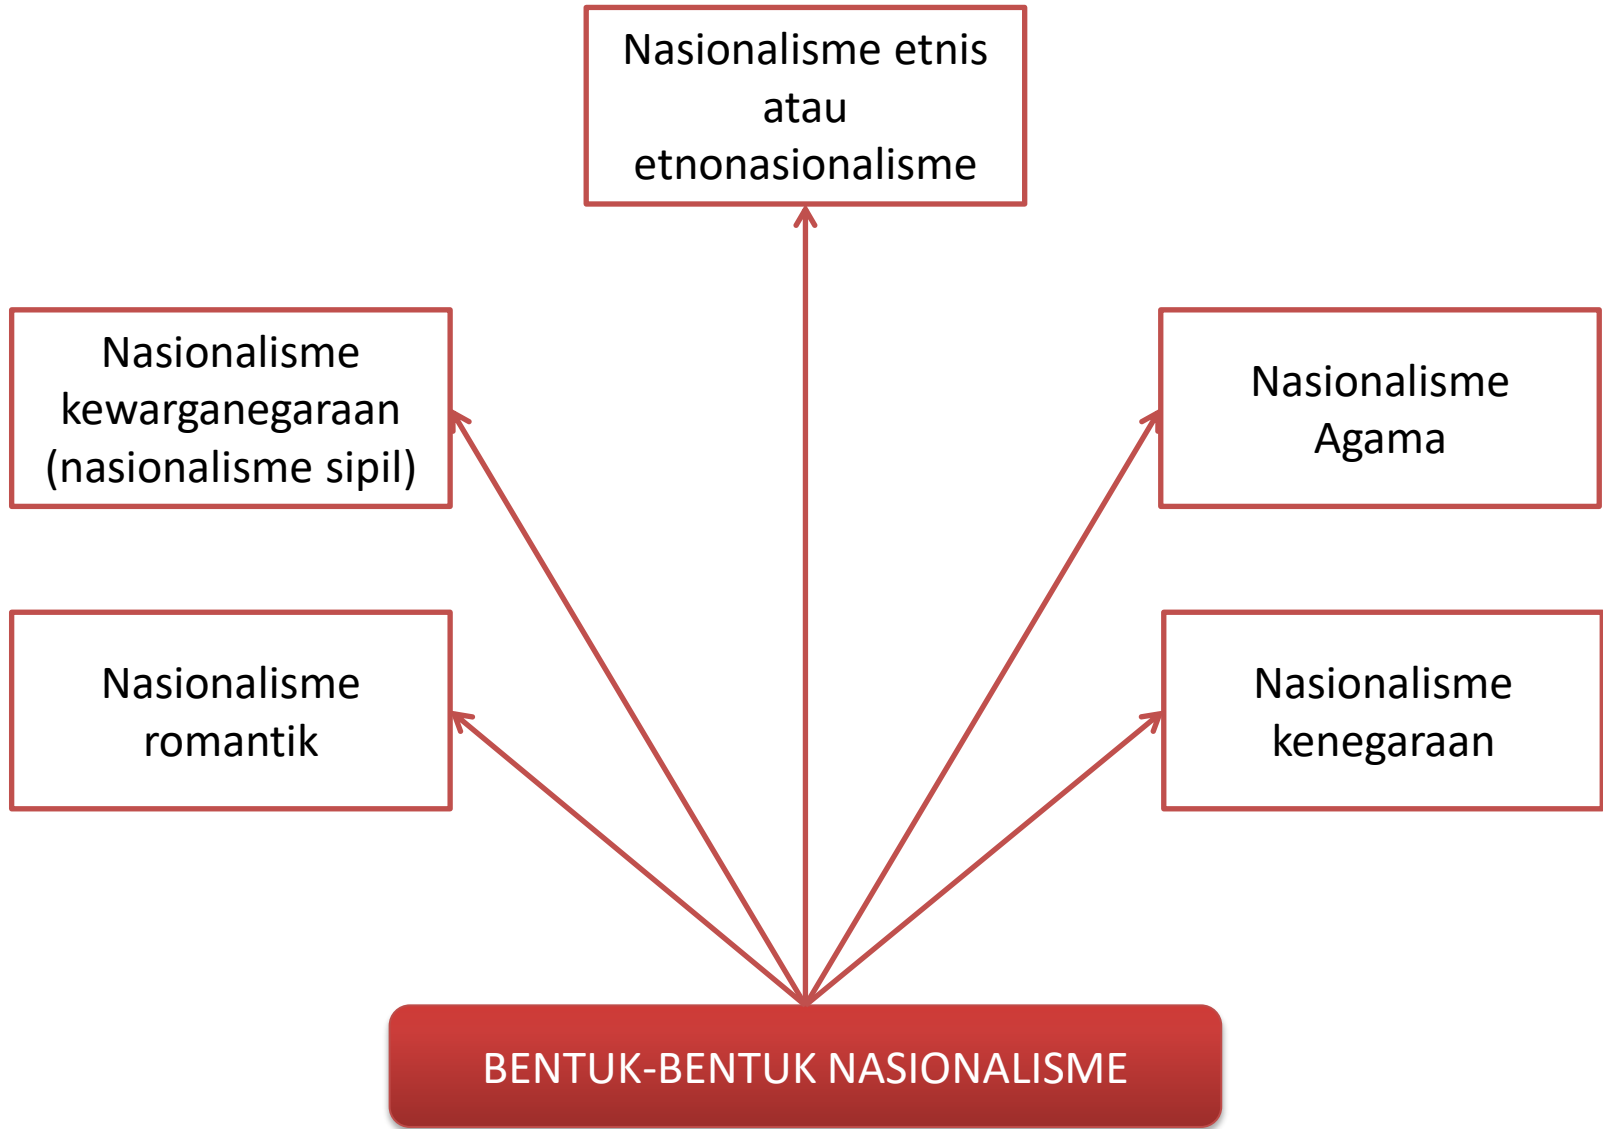 Nasionalisme etnis
atau
etnonasionalisme
Nasionalisme
kewarganegaraan
(nasionalisme sipil)
Nasionalisme
Agama
Nasionalisme
romantik
Nasionalisme
kenegaraan
BENTUK-BENTUK NASIONALISME